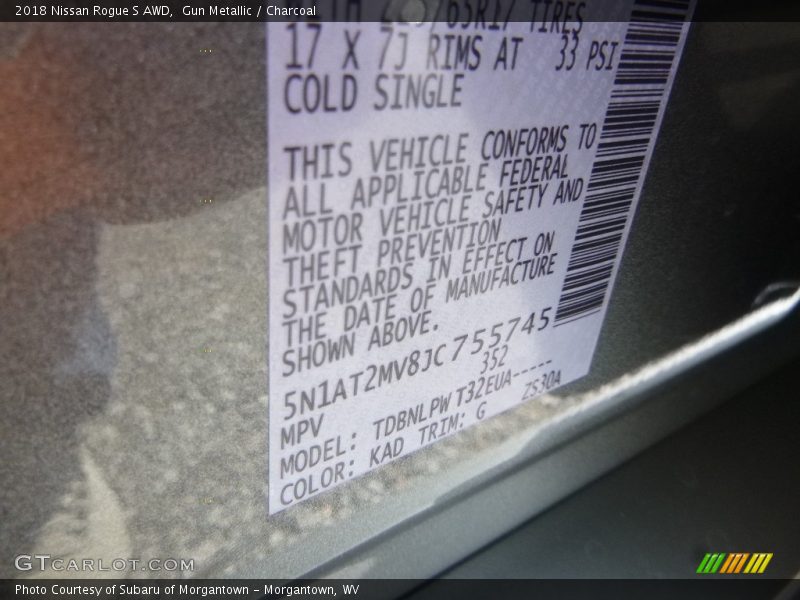 2018 Nissan Rogue S AWD,  Gun Metallic / Charcoal
TIRES
17 X 7J RIMS AT 33 PSI
COLD SINGLE
THIS VEHICLE CONFORMS TO
ALL APPLICABLE FEDERAL
MOTOR VEHICLE SAFETY AND
THEFT PREVENTION
STANDARDS IN EFFECT ON
THE DATE OF MANUFACTURE
SHOWN ABOVE.
5N1AT2MV8JC755745
MPV 352
MODEL: TDBNLPWT32EUA-----
COLOR: KAD TRIM: G ZS30A
GTCARLOT.COM
Photo Courtesy of Subaru of Morgantown - Morgantown, WV